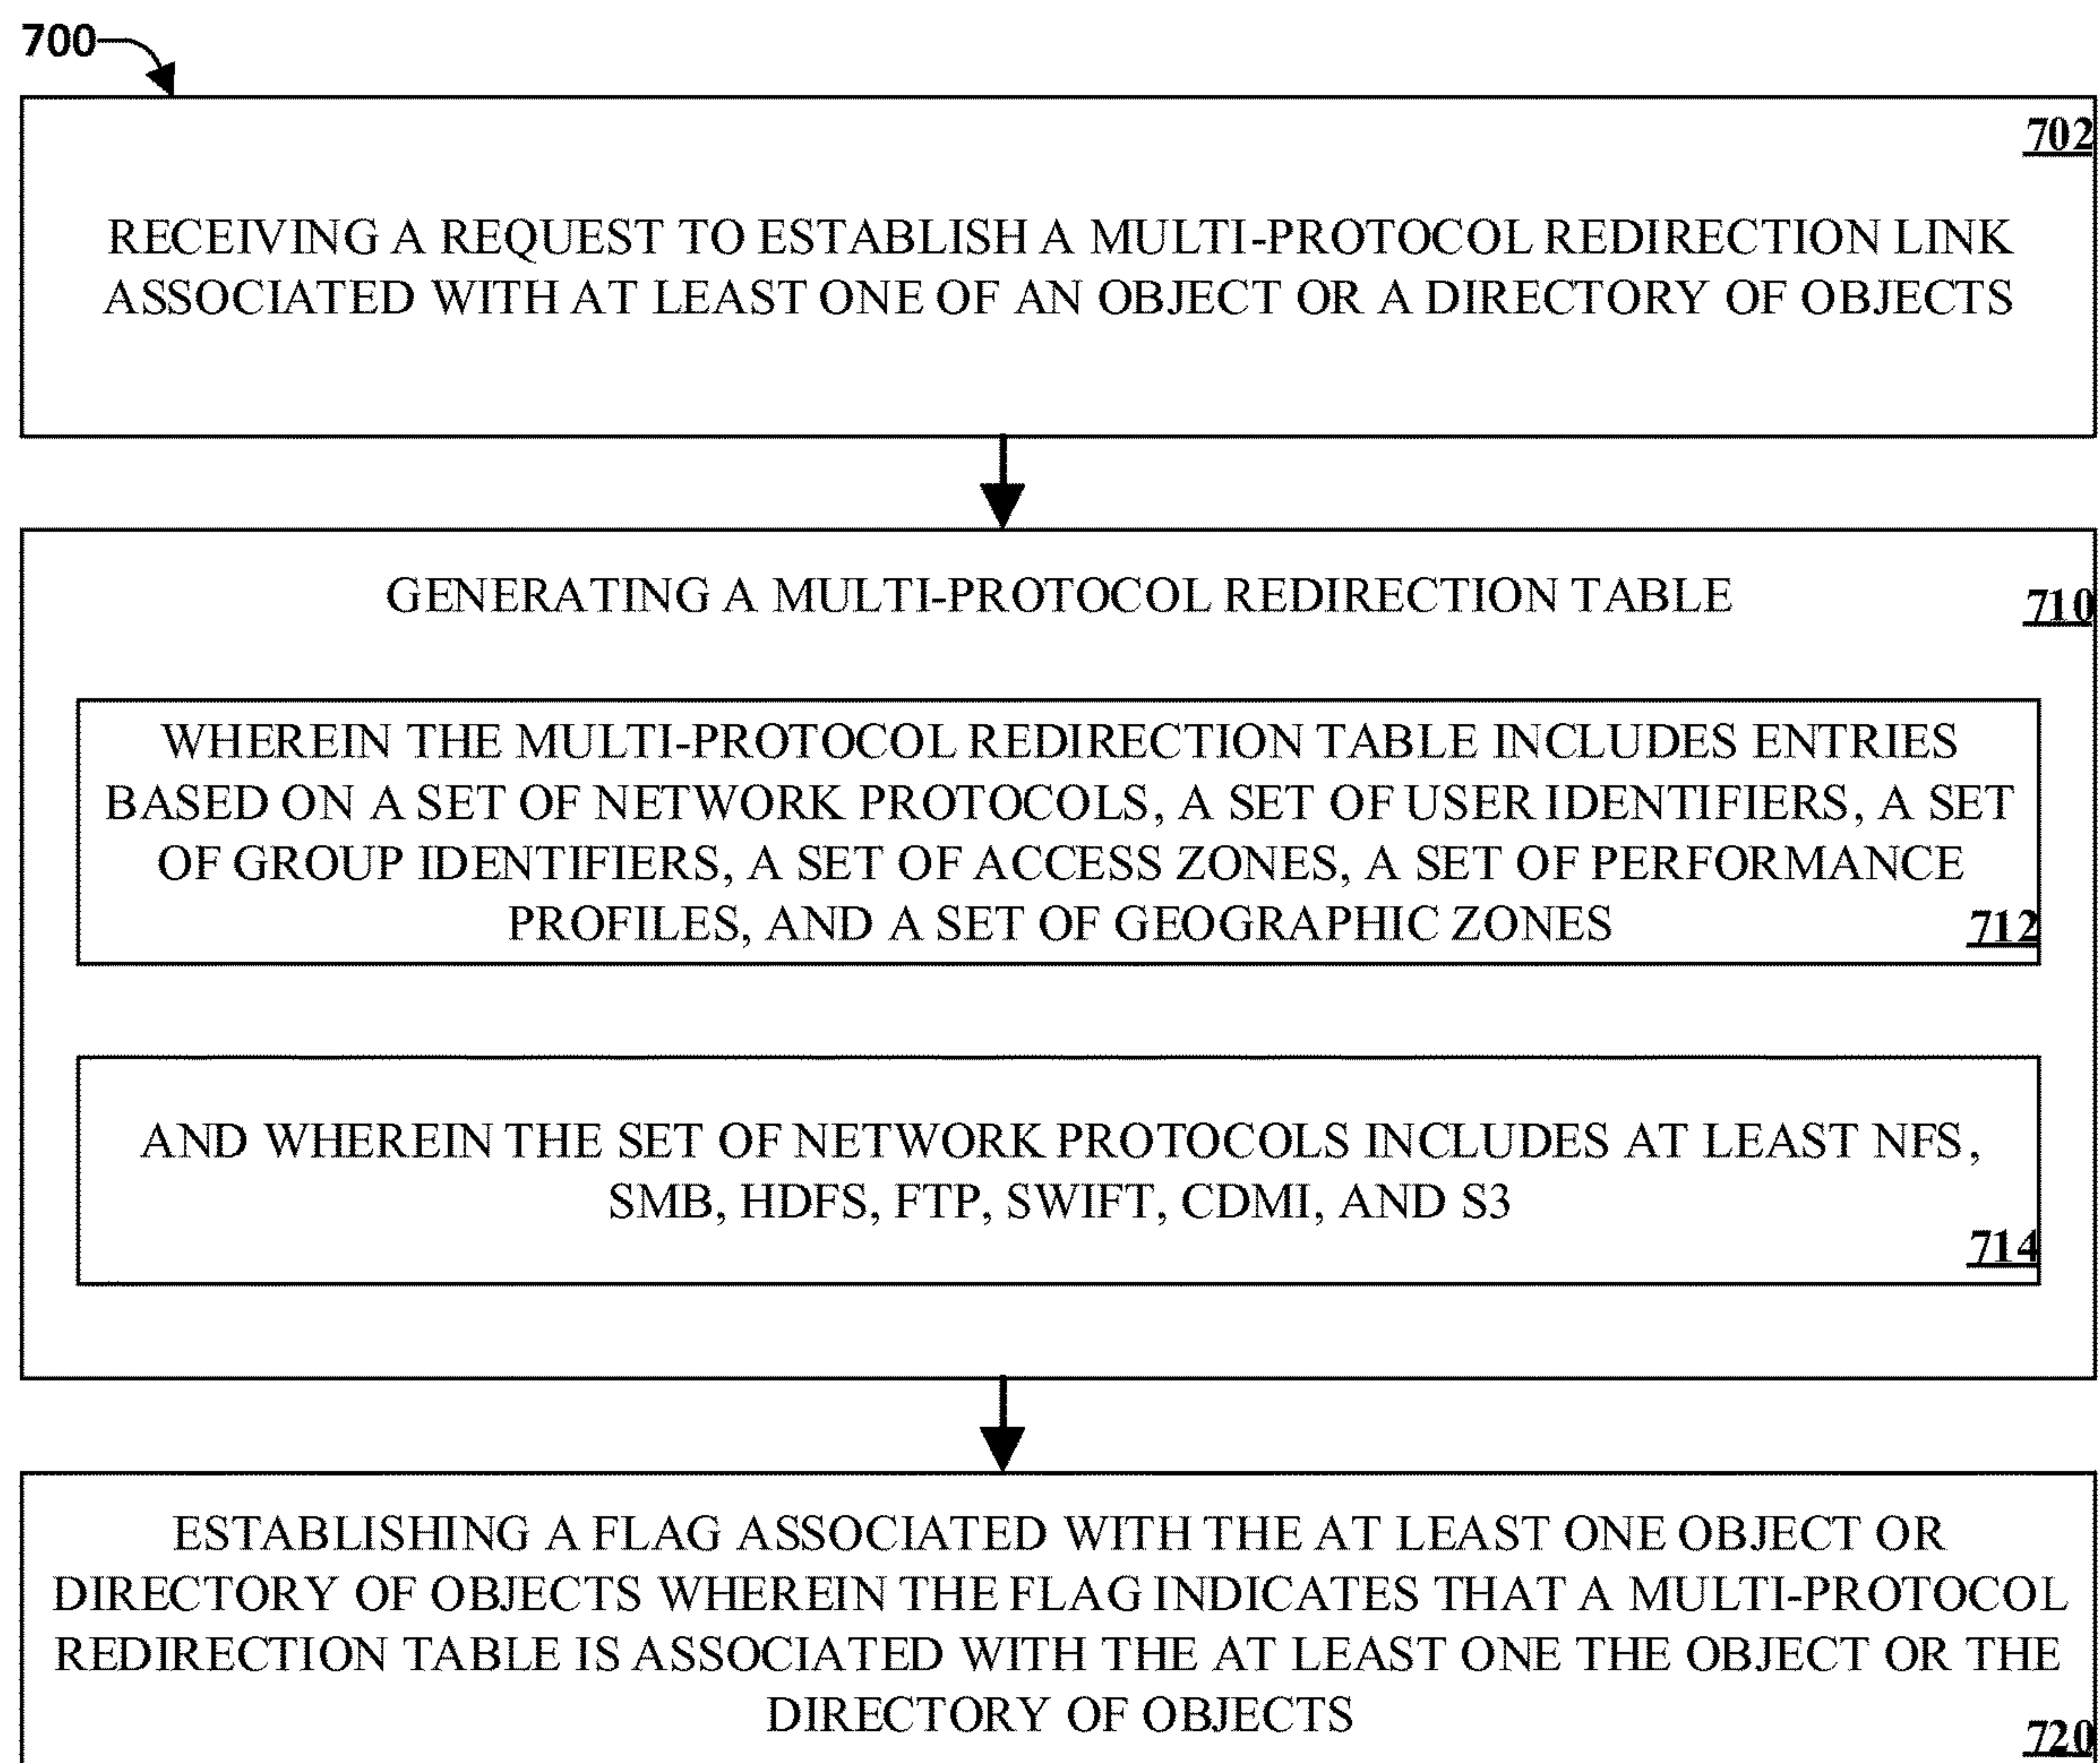 700
702
RECEIVING A REQUEST TO ESTABLISH A MULTI-PROTOCOL REDIRECTION LINK
ASSOCIATED WITH AT LEAST ONE OF AN OBJECT OR A DIRECTORY OF OBJECTS
GENERATING A MULTI-PROTOCOL REDIRECTION TABLE
710
WHEREIN THE MULTI-PROTOCOL REDIRECTION TABLE INCLUDES ENTRIES
BASED ON A SET OF NETWORK PROTOCOLS, A SET OF USER IDENTIFIERS, A SET
OF GROUP IDENTIFIERS, A SET OF ACCESS ZONES, A SET OF PERFORMANCE
PROFILES, AND A SET OF GEOGRAPHIC ZONES
712
AND WHEREIN THE SET OF NETWORK PROTOCOLS INCLUDES AT LEAST NFS,
SMB, HDFS, FTP, SWIFT, CDMI, AND S3
714
ESTABLISHING A FLAG ASSOCIATED WITH THE AT LEAST ONE OBJECT OR
DIRECTORY OF OBJECTS WHEREIN THE FLAG INDICATES THAT A MULTI-PROTOCOL
REDIRECTION TABLE IS ASSOCIATED WITH THE AT LEAST ONE THE OBJECT OR THE
DIRECTORY OF OBJECTS
720